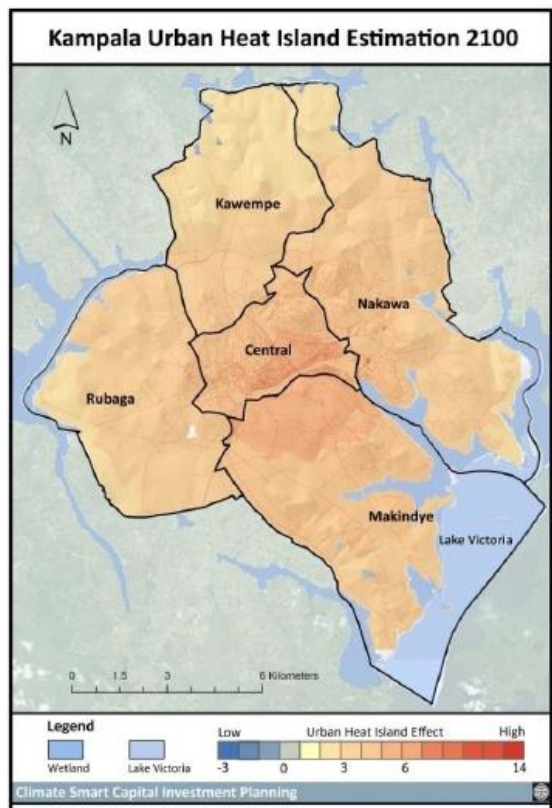 Kampala Urban Heat Island Estimation 2100
N
Kawempe
Nakawa
Central
Rubaga
Makindye
Lake Victoria
0 1.5 3 6 Kilometers
Legend
Wetland
Lake Victoria
Low Urban Heat Island Effect High
-3 0 3 6 14
Climate Smart Capital Investment Planning